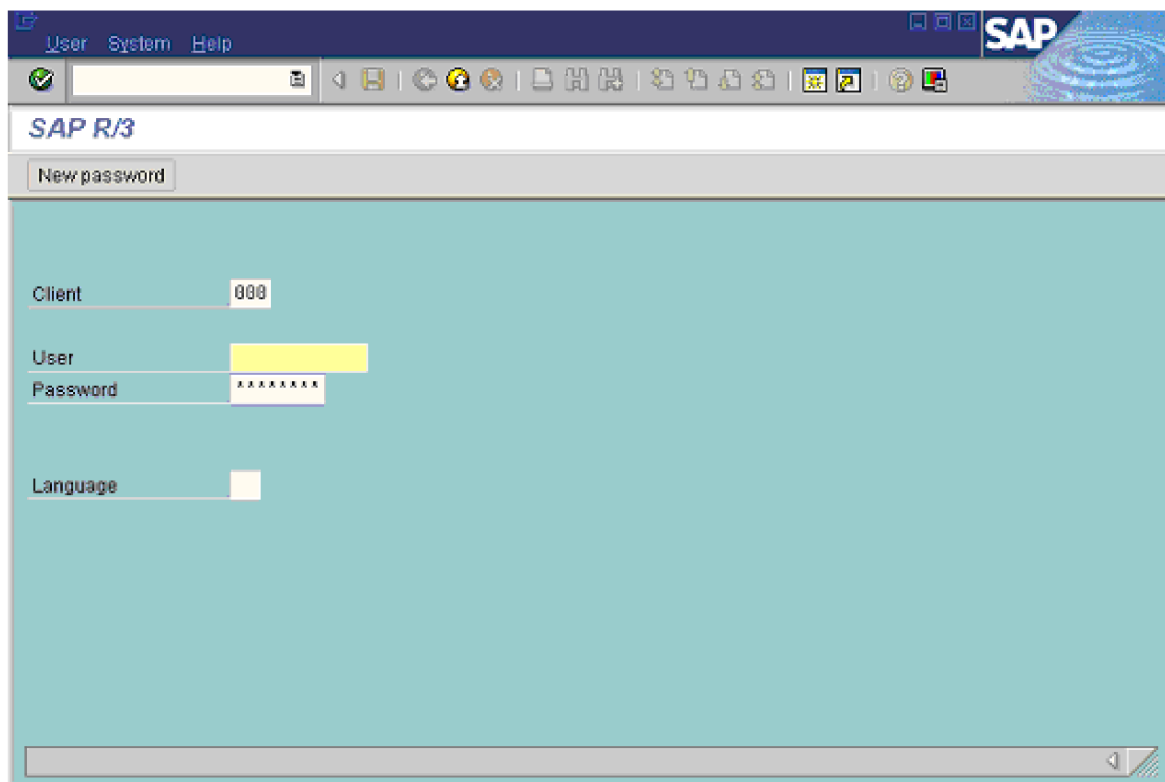 User System Help
SAP
SAP R/3
New password
Client 000
User
Password ********
Language